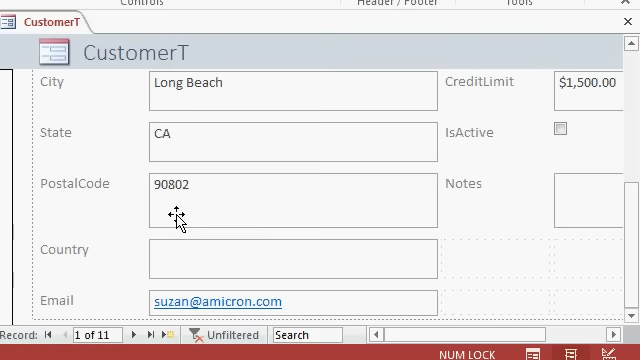 Controls Header / Footer Tools
CustomerT
CustomerT
City Long Beach CreditLimit $1,500.00
State CA IsActive
PostalCode 90802 Notes
Country
Email suzan@amicron.com
Record: 1 of 11 Unfiltered Search
NUM LOCK